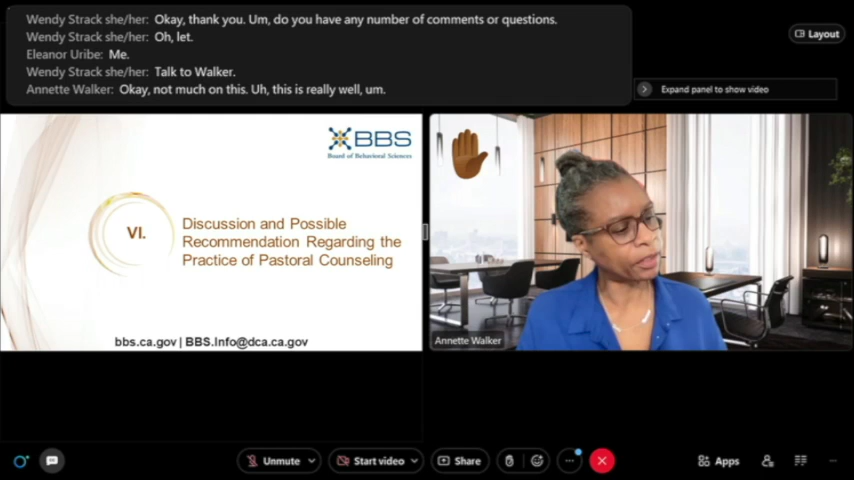 Wendy Strack she/her: Okay, thank you. Um, do you have any number of comments or questions.
Wendy Strack she/her: Oh, let.
Eleanor Uribe: Me.
Wendy Strack she/her: Talk to Walker.
Annette Walker: Okay, not much on this. Uh, this is really well, um.
Layout
Expand panel to show video
BBS
Board of Behavioral Sciences
VI.
Discussion and Possible
Recommendation Regarding the
Practice of Pastoral Counseling
bbs.ca.gov | BBS.Info@dca.ca.gov
Annette Walker
Unmute
Start video
Share
Apps